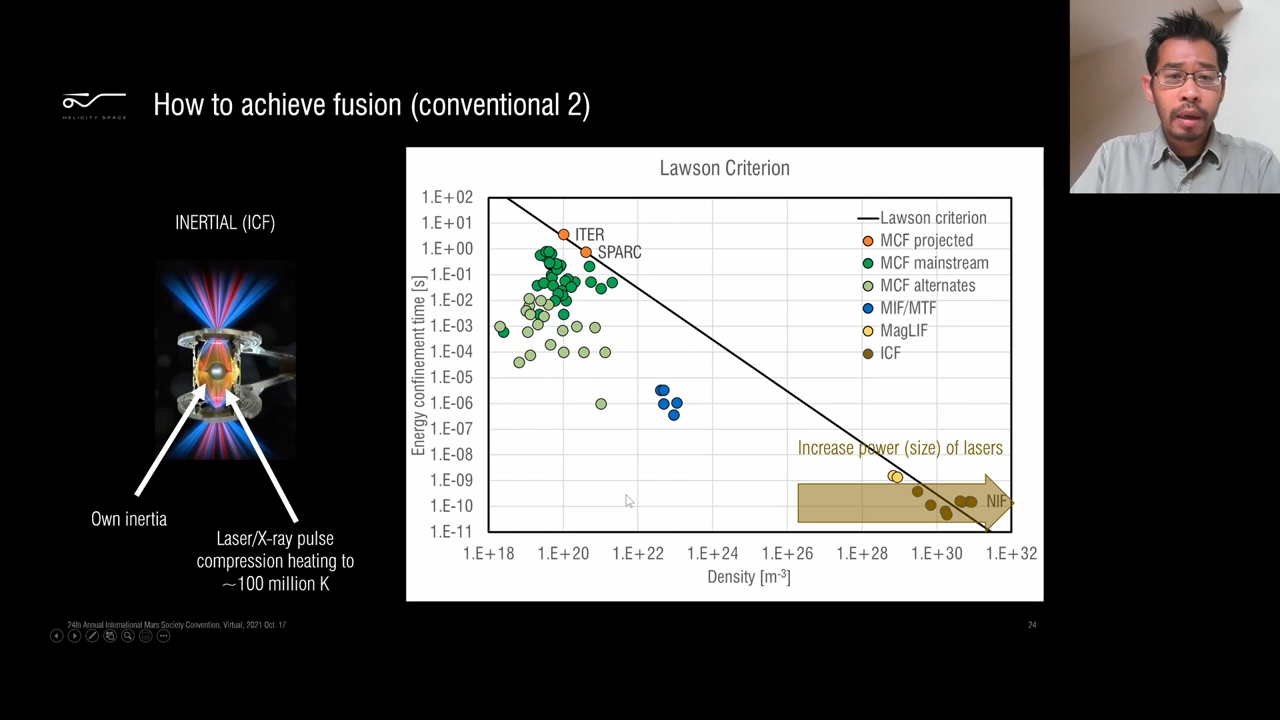 HELICITY SPACE
How to achieve fusion (conventional 2)
INERTIAL (ICF)
Own inertia
Laser/X-ray pulse
compression heating to
~100 million K
Lawson Criterion
Energy confinement time [s]
1.E+02
1.E+01
1.E+00
1.E-01
1.E-02
1.E-03
1.E-04
1.E-05
1.E-06
1.E-07
1.E-08
1.E-09
1.E-10
1.E-11
ITER
SPARC
Lawson criterion
MCF projected
MCF mainstream
MCF alternates
MIF/MTF
MagLIF
ICF
Increase power (size) of lasers
NIF
1.E+18 1.E+20 1.E+22 1.E+24 1.E+26 1.E+28 1.E+30 1.E+32
Density [m-3]
24th Annual International Mars Society Convention, Virtual, 2021 Oct. 17
24